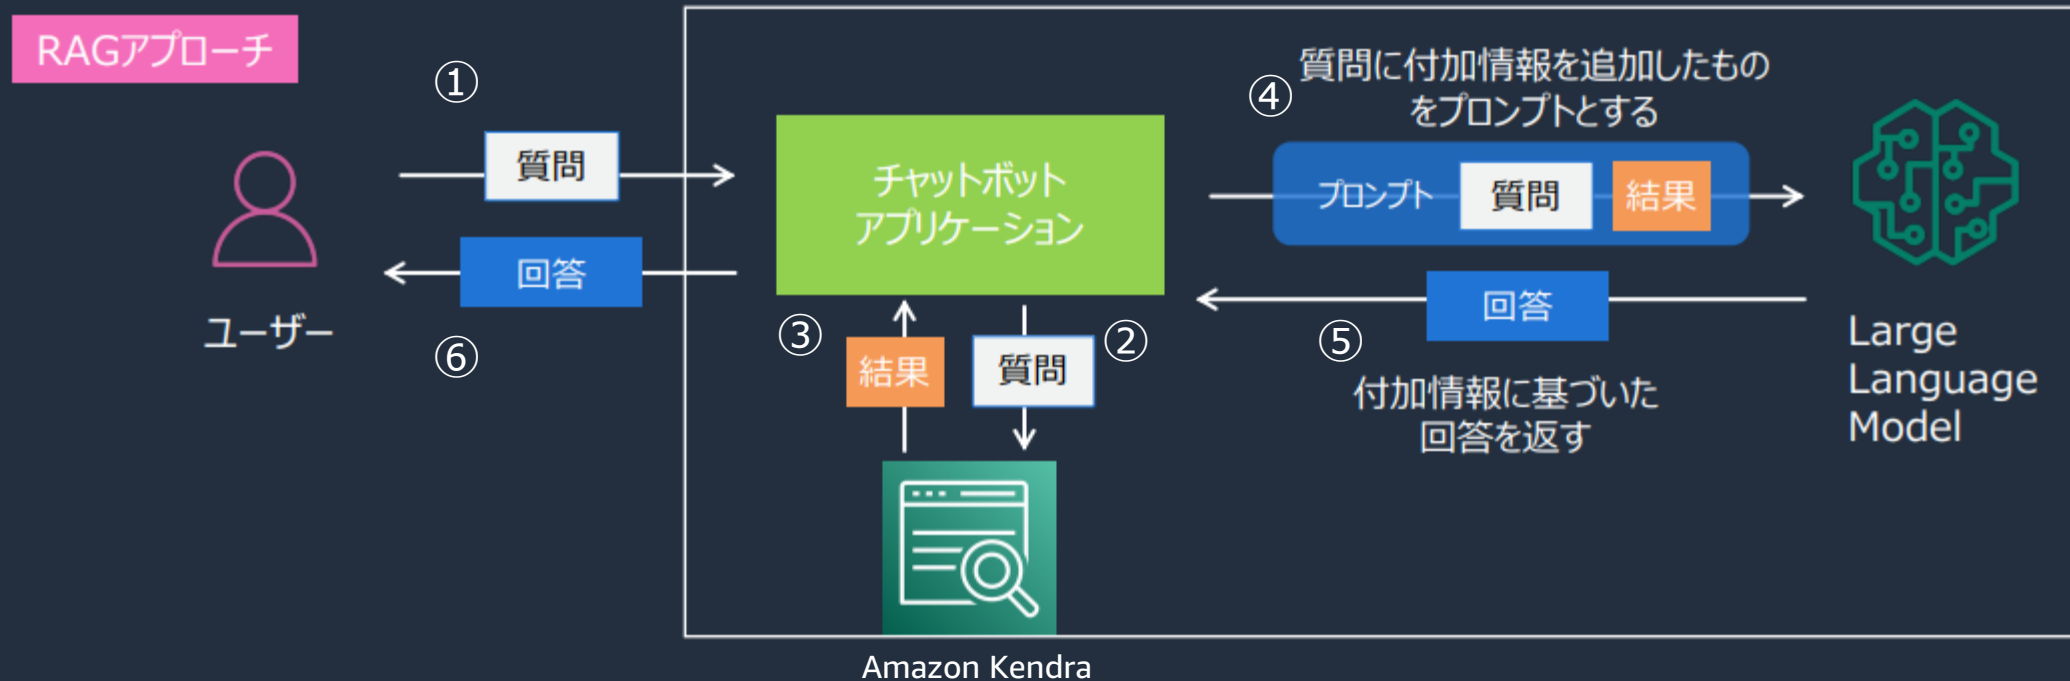 RAGアプローチ
①
質問
回答
⑥
ユーザー
チャットボット
アプリケーション
③
結果
質問
②
Amazon Kendra
④
質問に付加情報を追加したもの
をプロンプトとする
プロンプト
質問
結果
回答
⑤
付加情報に基づいた
回答を返す
Large
Language
Model